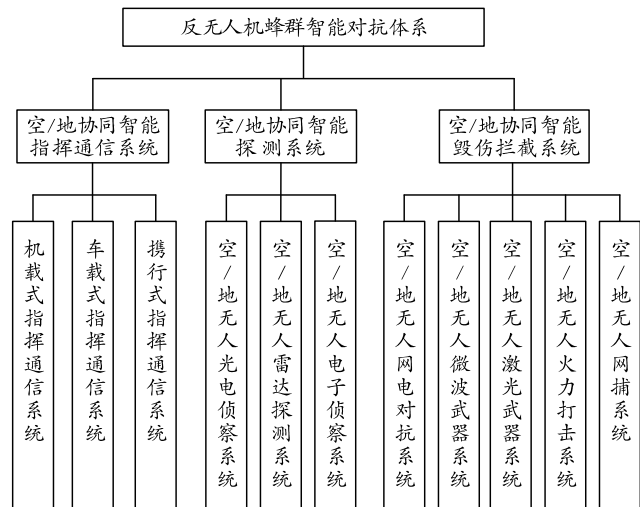 反无人机蜂群智能对抗体系
空/地协同智能
指挥通信系统
空/地协同智能
探测系统
空/地协同智能
毁伤拦截系统
机载式指挥通信系统
车载式指挥通信系统
携行式指挥通信系统
空/地无人光电侦察系统
空/地无人雷达探测系统
空/地无人电子侦察系统
空/地无人网电对抗系统
空/地无人微波武器系统
空/地无人激光武器系统
空/地无人火力打击系统
空/地无人网捕系统